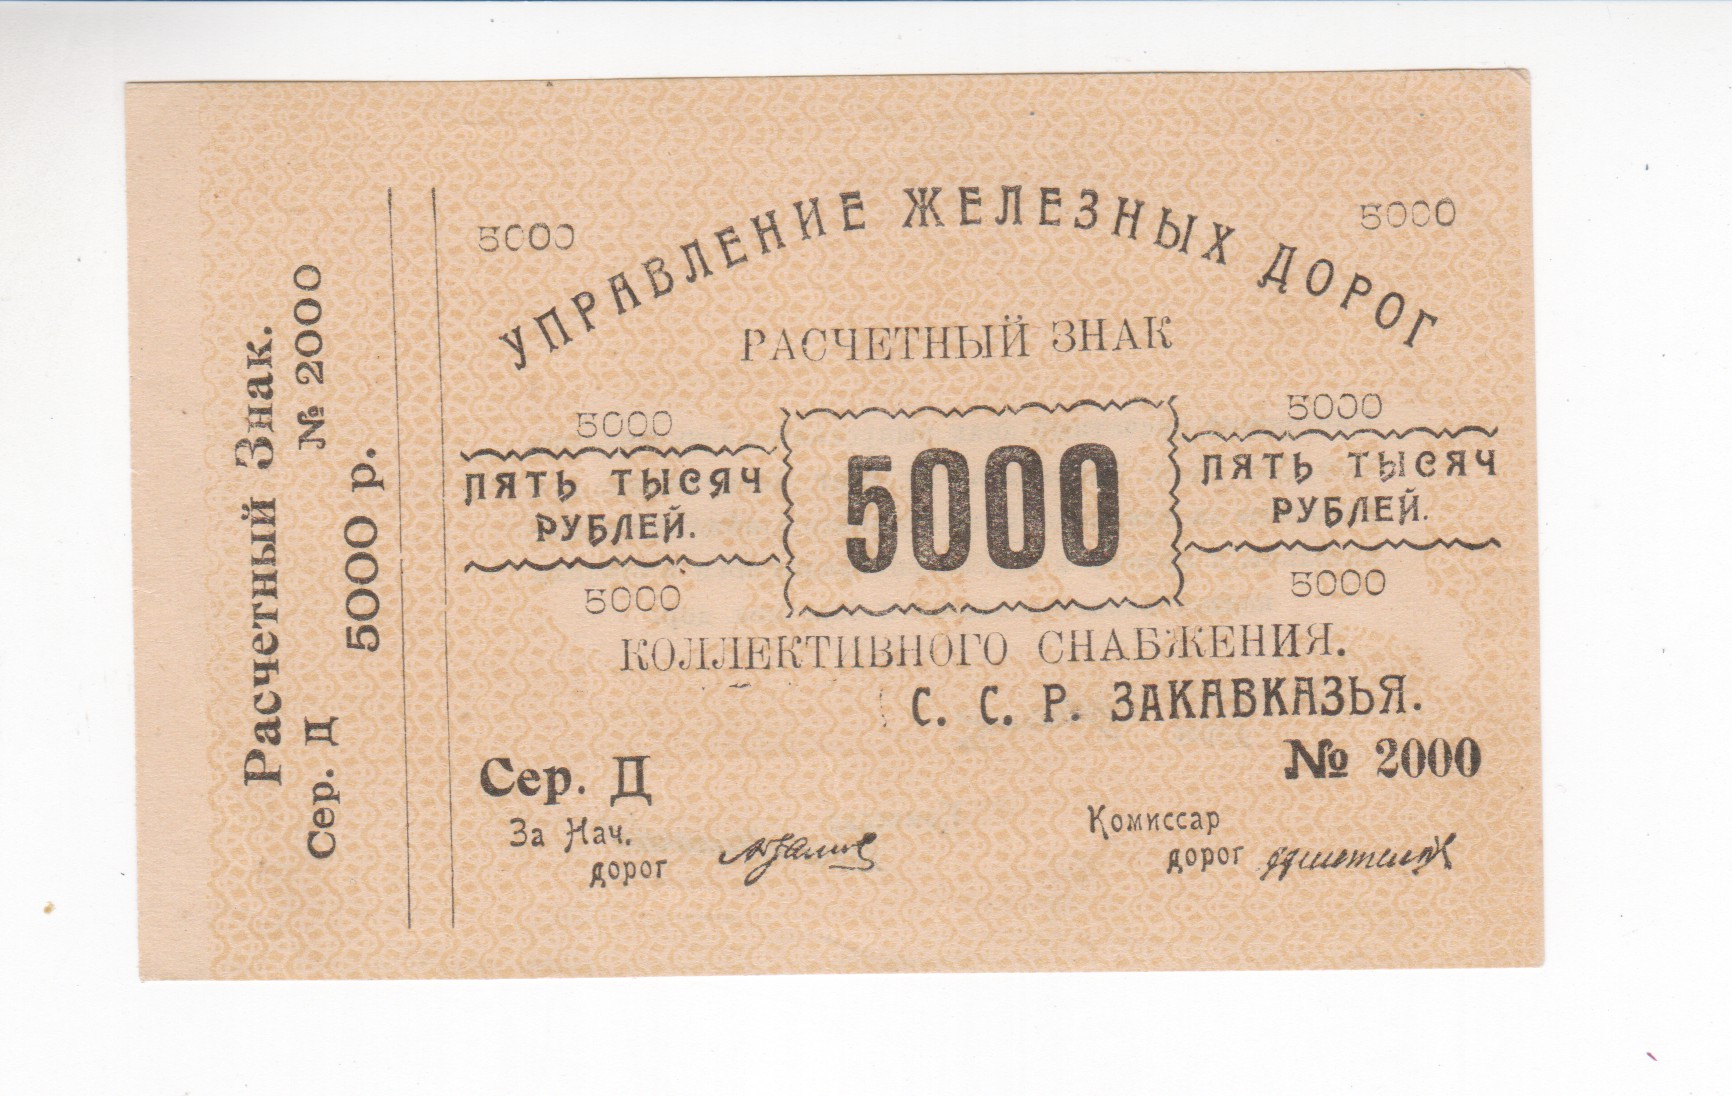 Расчетный Знак.
Сер. Д № 2000
5000 р.
5000 5000
УПРАВЛЕНИЕ ЖЕЛЕЗНЫХ ДОРОГ
РАСЧЕТНЫЙ ЗНАК
5000 5000
ПЯТЬ ТЫСЯЧ
РУБЛЕЙ.
5000
ПЯТЬ ТЫСЯЧ
РУБЛЕЙ.
5000 5000
КОЛЛЕКТИВНОГО СНАБЖЕНИЯ.
С. С. Р. ЗАКАВКАЗЬЯ.
Сер. Д № 2000
За Нач.
дорог
Комиссар
дорог